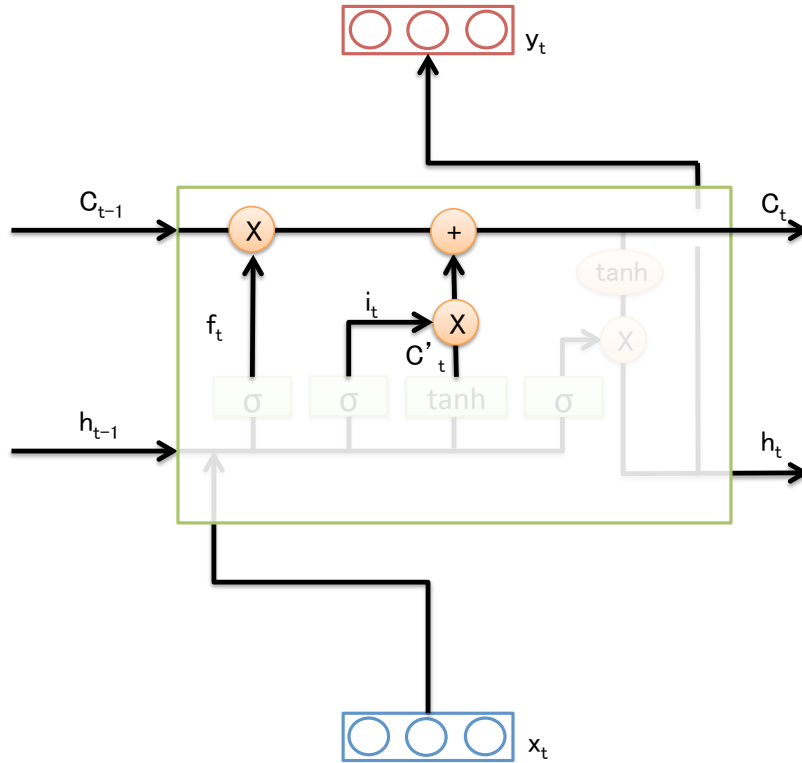 yₜ
Cₜ₋₁
Cₜ
X
+
tanh
fₜ
iₜ
X
X
C’ₜ
σ
σ
tanh
σ
hₜ₋₁
hₜ
xₜ